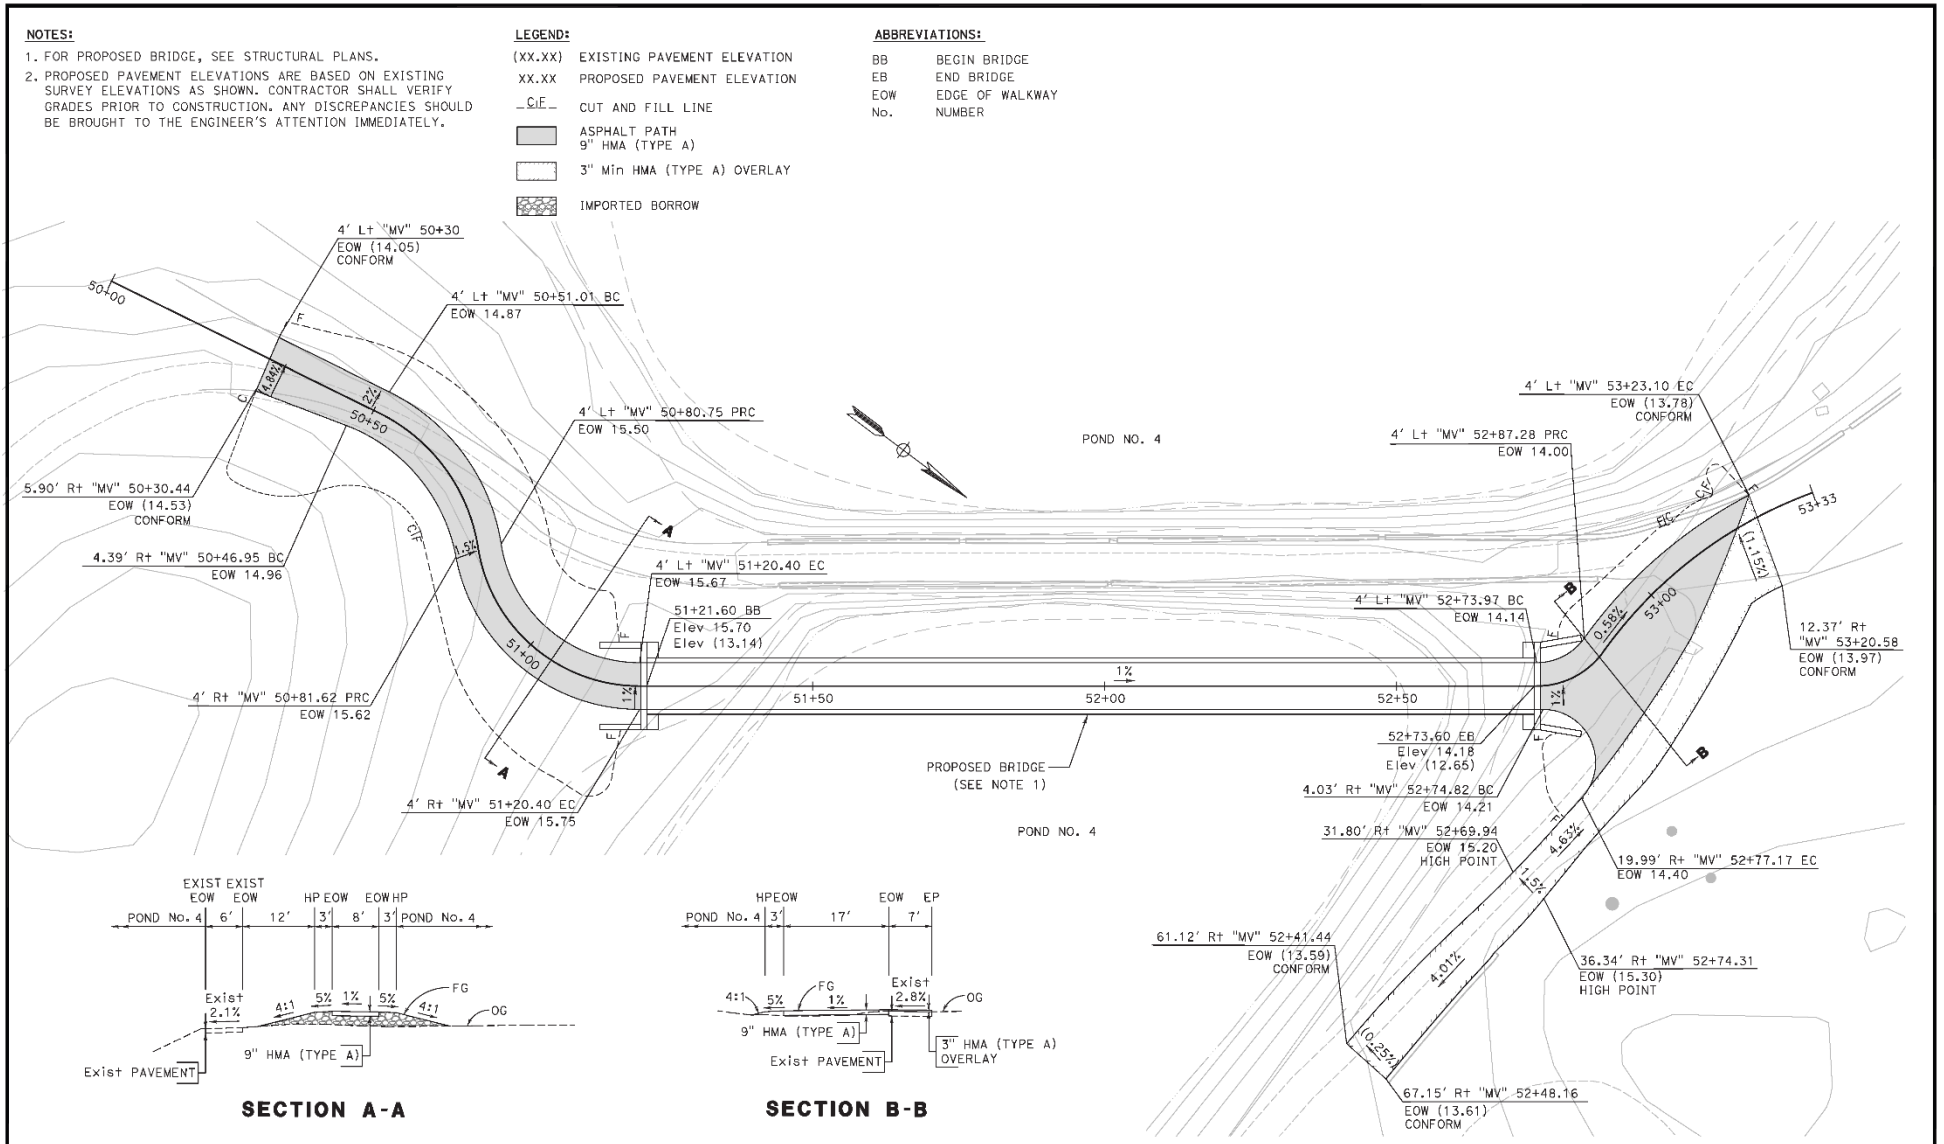 NOTES:
1. FOR PROPOSED BRIDGE, SEE STRUCTURAL PLANS.
2. PROPOSED PAVEMENT ELEVATIONS ARE BASED ON EXISTING
SURVEY ELEVATIONS AS SHOWN. CONTRACTOR SHALL VERIFY
GRADES PRIOR TO CONSTRUCTION. ANY DISCREPANCIES SHOULD
BE BROUGHT TO THE ENGINEER'S ATTENTION IMMEDIATELY.
LEGEND:
(XX.XX) EXISTING PAVEMENT ELEVATION
XX.XX PROPOSED PAVEMENT ELEVATION
C|F CUT AND FILL LINE
ASPHALT PATH
9" HMA (TYPE A)
3" Min HMA (TYPE A) OVERLAY
IMPORTED BORROW
ABBREVIATIONS:
BB BEGIN BRIDGE
EB END BRIDGE
EOW EDGE OF WALKWAY
No. NUMBER
4' Lt "MV" 50+30
EOW (14.05)
CONFORM
50+00
F
4' Lt "MV" 50+51.01 BC
EOW 14.87
4.84%
C
2%
50+50
4' Lt "MV" 50+80.75 PRC
EOW 15.50
5.90' Rt "MV" 50+30.44
EOW (14.53)
CONFORM
C|F
1.5%
4.39' Rt "MV" 50+46.95 BC
EOW 14.96
A
4' Lt "MV" 51+20.40 EC
EOW 15.67
51+21.60 BB
Elev 15.70
Elev (13.14)
F
51+00
1%
4' Rt "MV" 50+81.62 PRC
EOW 15.62
F
A
4' Rt "MV" 51+20.40 EC
EOW 15.75
POND NO. 4
1%
51+50
52+00
52+50
PROPOSED BRIDGE
(SEE NOTE 1)
POND NO. 4
4' Lt "MV" 53+23.10 EC
EOW (13.78)
CONFORM
4' Lt "MV" 52+87.28 PRC
EOW 14.00
C|F
F
F|C
53+33
(1.15%)
B
4' Lt "MV" 52+73.97 BC
EOW 14.14
F
0.58%
53+00
12.37' Rt
"MV" 53+20.58
EOW (13.97)
CONFORM
1%
52+73.60 EB
Elev 14.18
Elev (12.65)
F
B
4.03' Rt "MV" 52+74.82 BC
EOW 14.21
F
31.80' Rt "MV" 52+69.94
EOW 15.20
HIGH POINT
4.63%
19.99' Rt "MV" 52+77.17 EC
EOW 14.40
1.5%
61.12' Rt "MV" 52+41.44
EOW (13.59)
CONFORM
4.01%
36.34' Rt "MV" 52+74.31
EOW (15.30)
HIGH POINT
(0.25%)
67.15' Rt "MV" 52+48.16
EOW (13.61)
CONFORM
EXIST EXIST
EOW EOW HP EOW EOW HP
POND No. 4 6' 12' 3' 8' 3' POND No. 4
Exist
2.1% 4:1 5% 1% 5% 4:1 FG
OG
9" HMA (TYPE A)
Exist PAVEMENT
SECTION A-A
HP EOW EOW EP
POND No. 4 3' 17' 7'
4:1 5% FG 1% Exist
2.8% OG
9" HMA (TYPE A)
Exist PAVEMENT
3" HMA (TYPE A)
OVERLAY
SECTION B-B